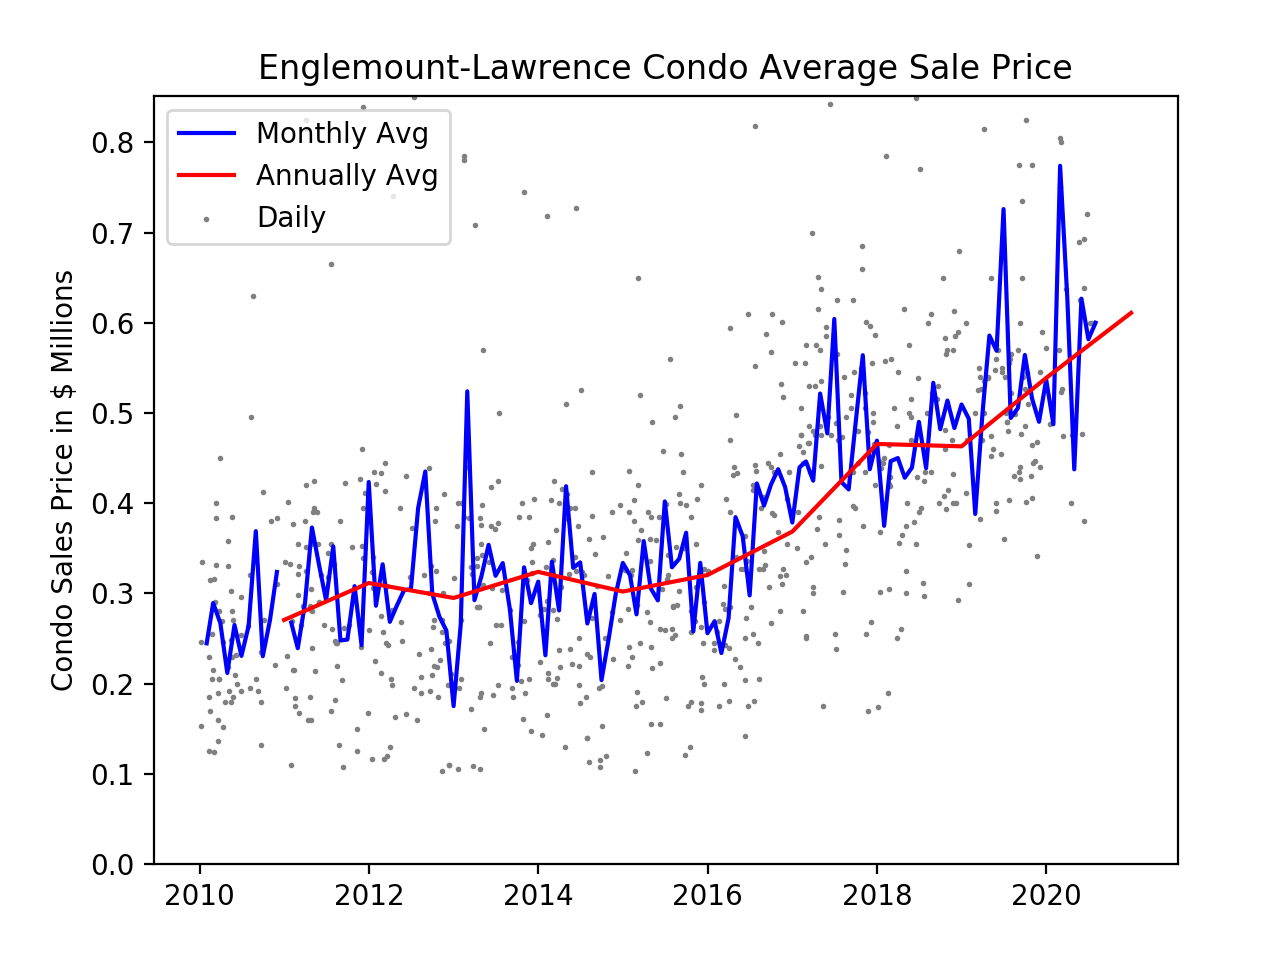 Englemount-Lawrence Condo Average Sale Price
Monthly Avg
Annually Avg
Daily
Condo Sales Price in $ Millions
0.8
0.7
0.6
0.5
0.4
0.3
0.2
0.1
0.0
2010 2012 2014 2016 2018 2020